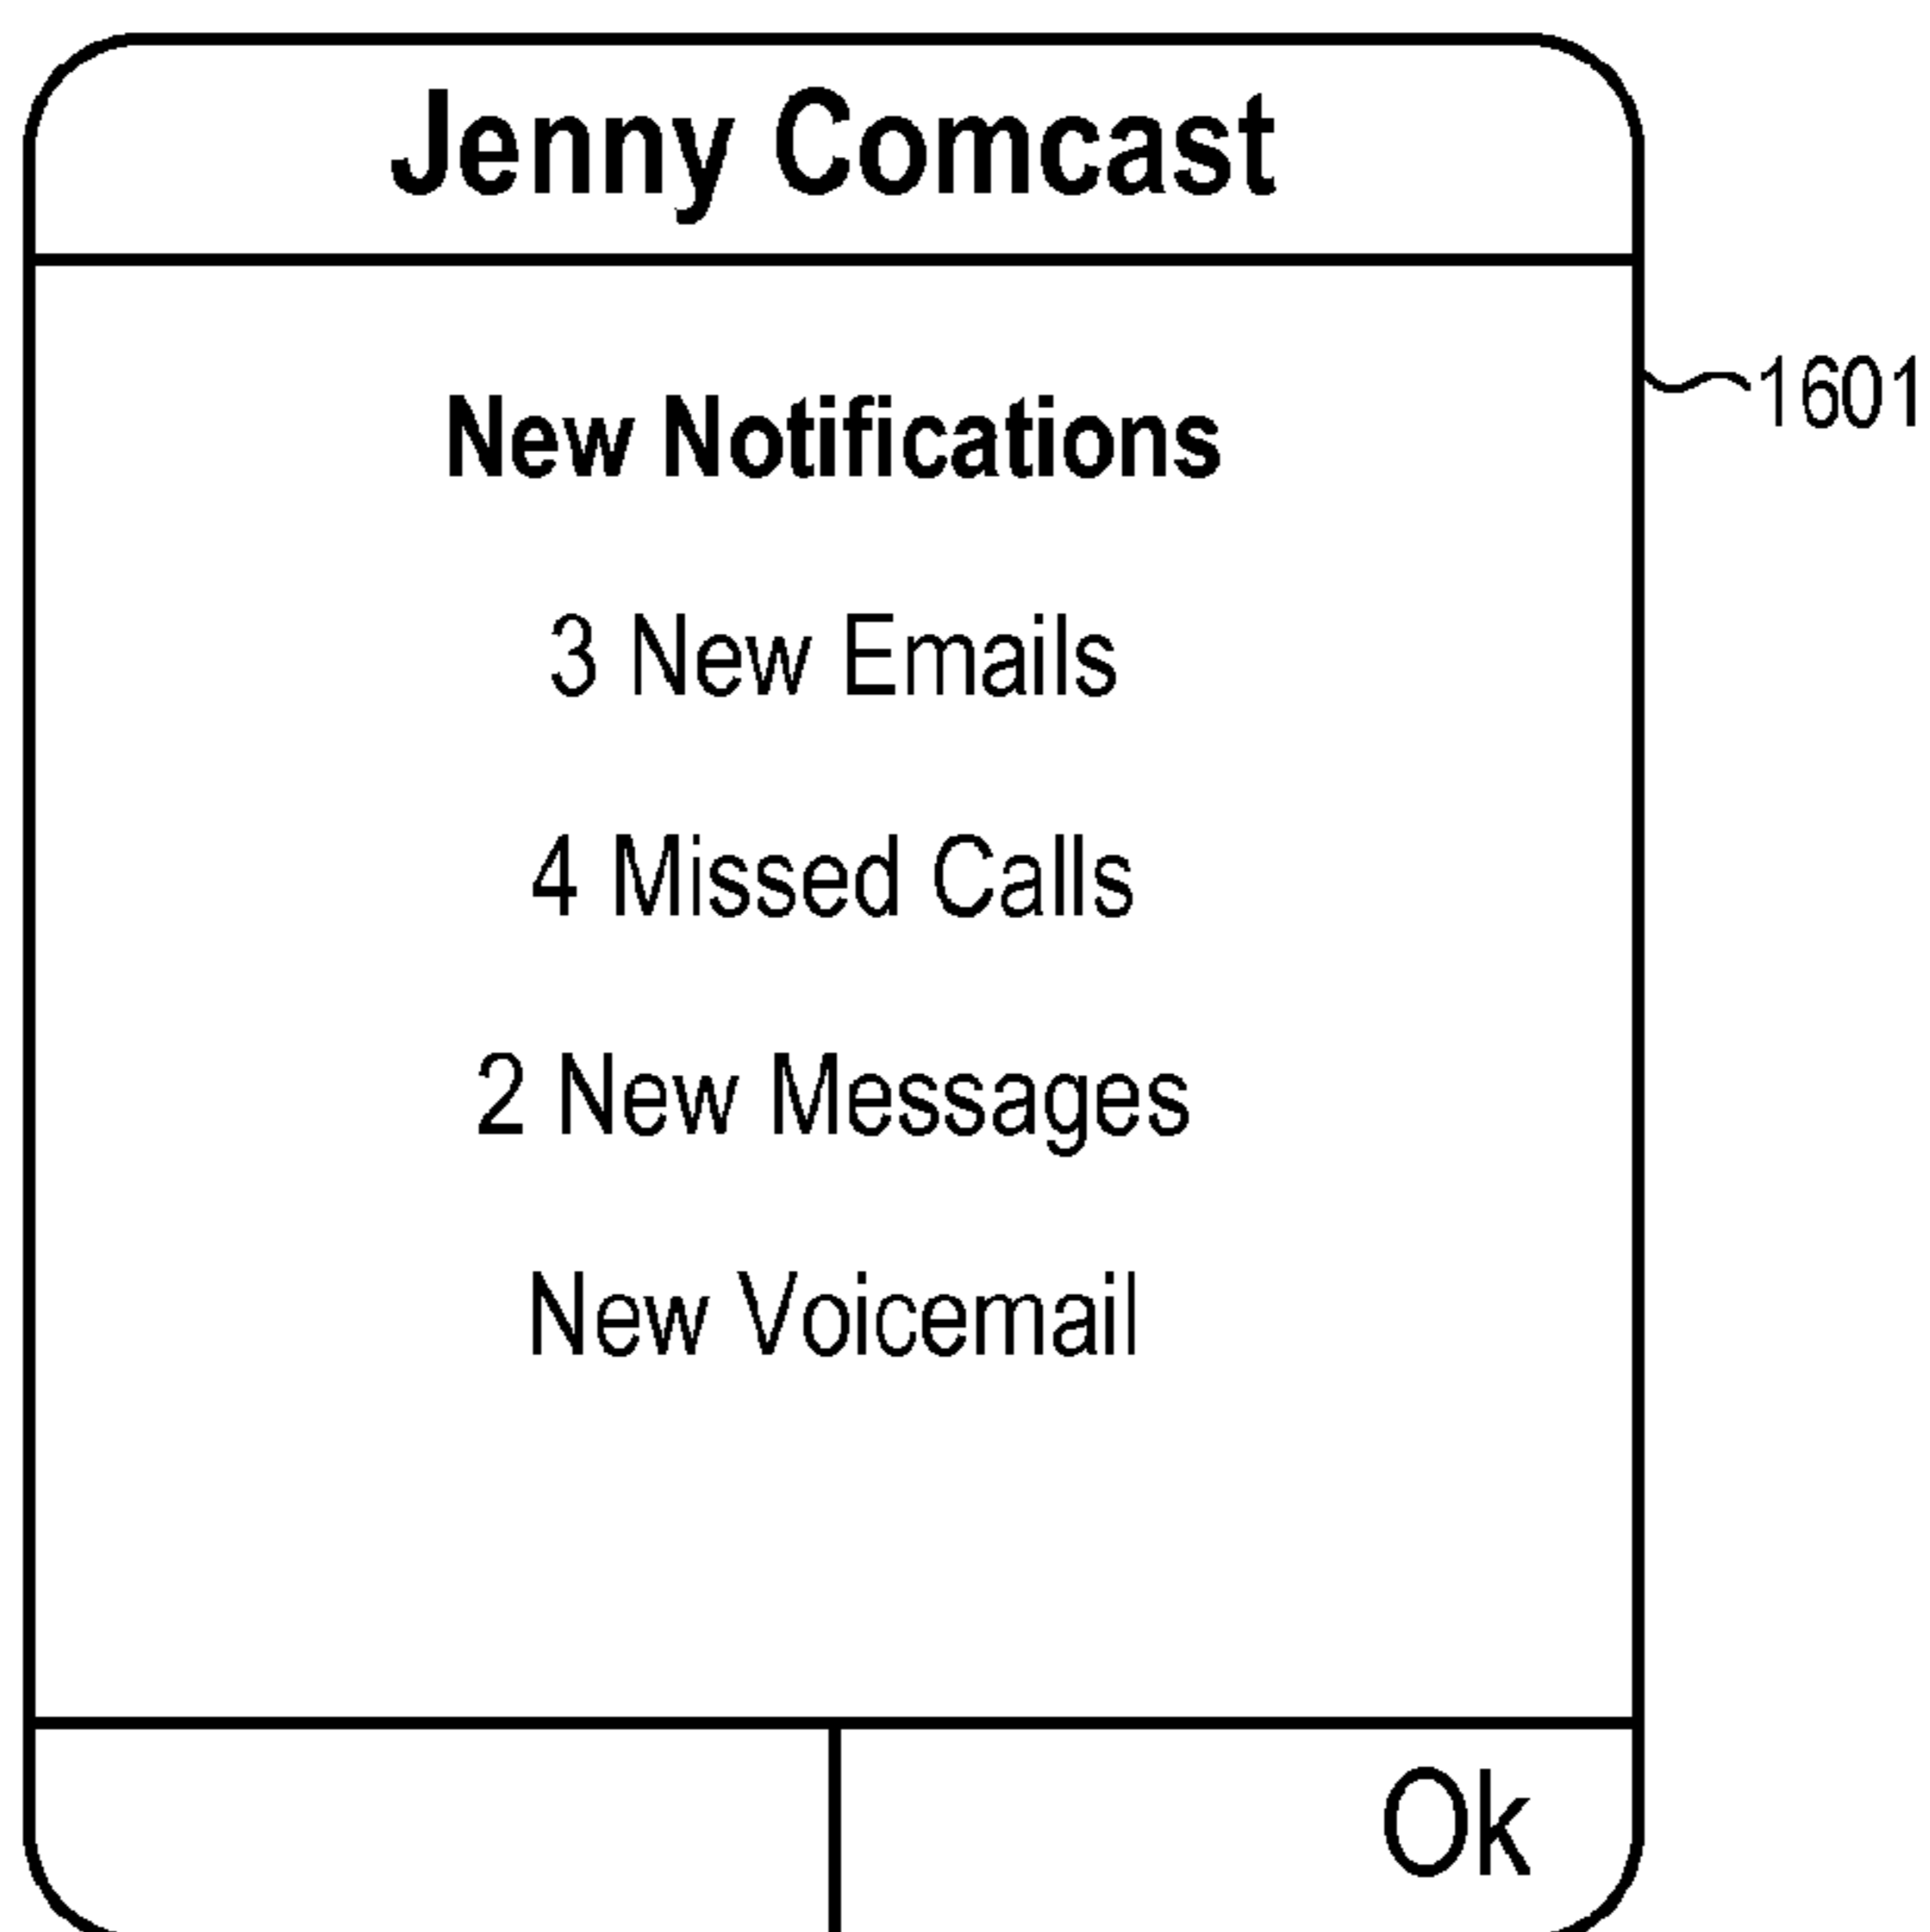 Jenny Comcast
1601
New Notifications
3 New Emails
4 Missed Calls
2 New Messages
New Voicemail
Ok